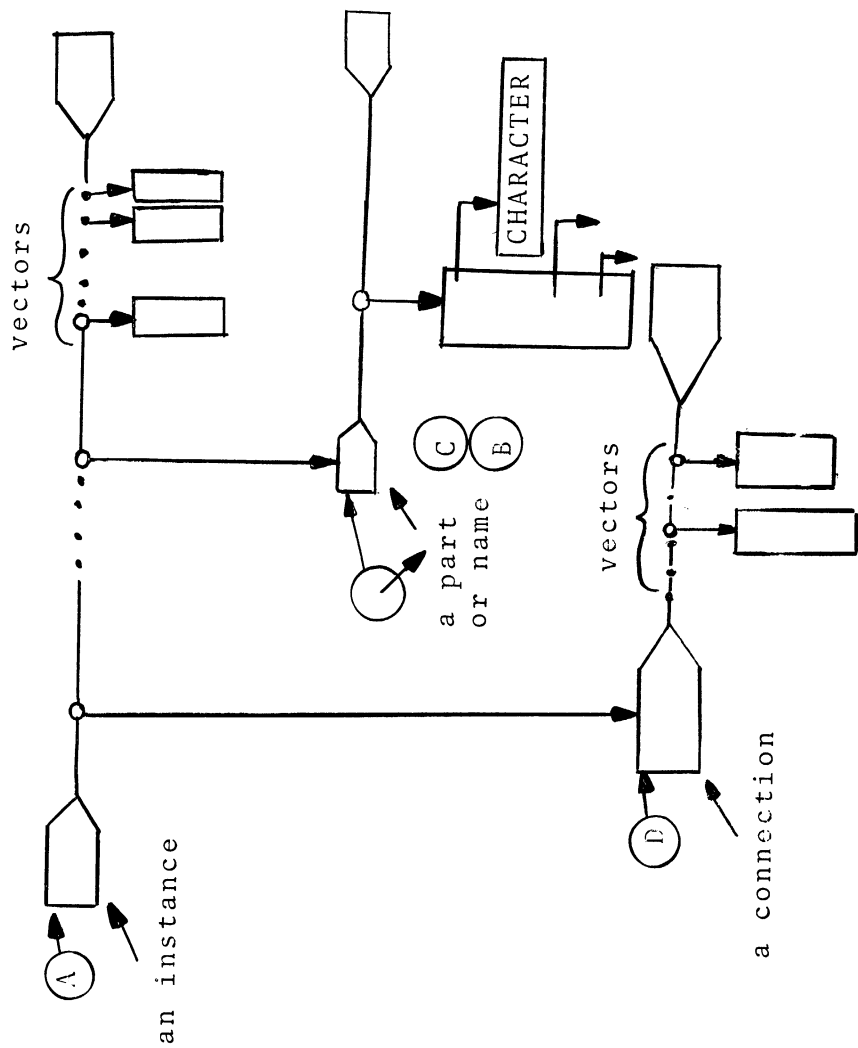 vectors
CHARACTER
C
B
a part
or name
vectors
A
an instance
D
a connection